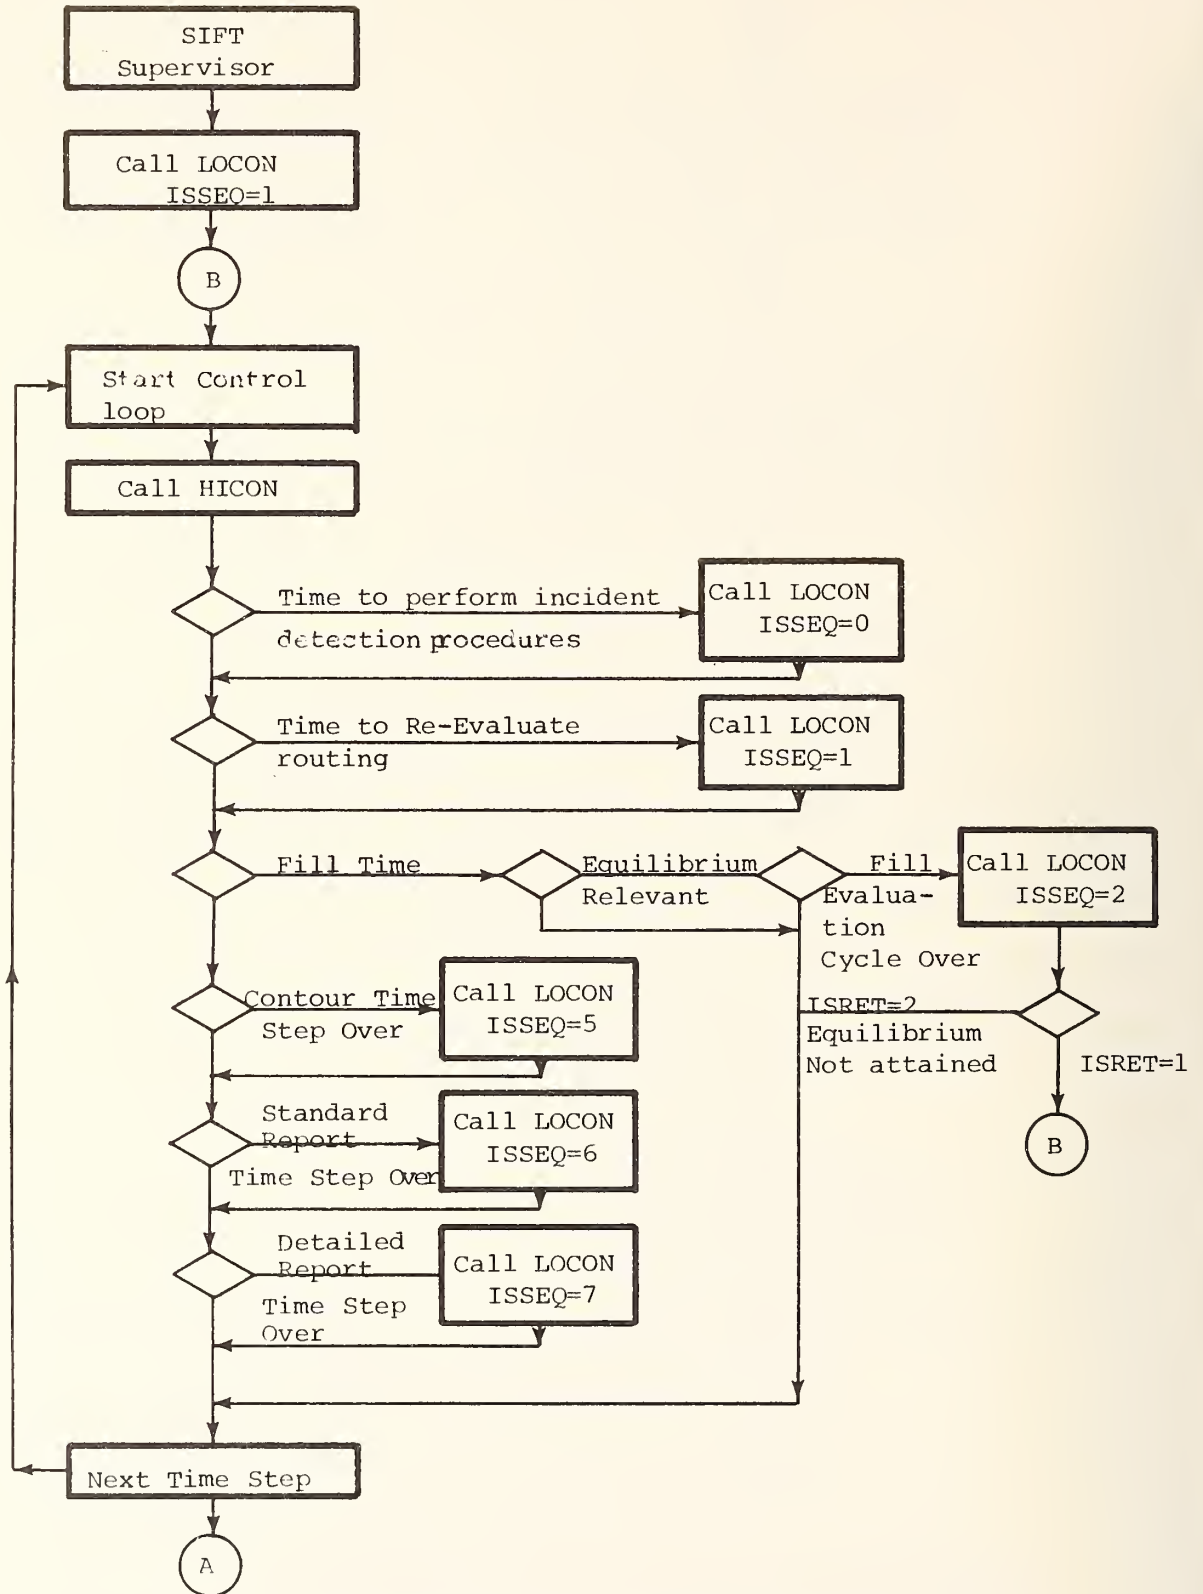 SIFT
Supervisor
Call LOCON
ISSEQ=1
B
Start Control
loop
Call HICON
Time to perform incident
detection procedures
Call LOCON
ISSEQ=0
Time to Re-Evaluate
routing
Call LOCON
ISSEQ=1
Fill Time
Equilibrium
Relevant
Fill
Evalua-
tion
Cycle Over
Call LOCON
ISSEQ=2
Contour Time
Step Over
Call LOCON
ISSEQ=5
ISRET=2
Equilibrium
Not attained
ISRET=1
B
Standard
Report
Time Step Over
Call LOCON
ISSEQ=6
Detailed
Report
Time Step
Over
Call LOCON
ISSEQ=7
Next Time Step
A